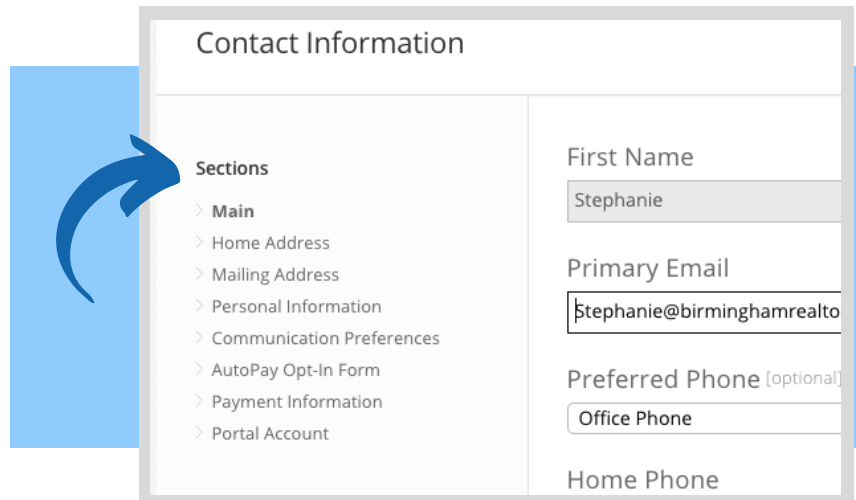 Contact Information
Sections
Main
Home Address
Mailing Address
Personal Information
Communication Preferences
AutoPay Opt-In Form
Payment Information
Portal Account
First Name
Stephanie
Primary Email
Stephanie@birminghamrealto
Preferred Phone [optional]
Office Phone
Home Phone